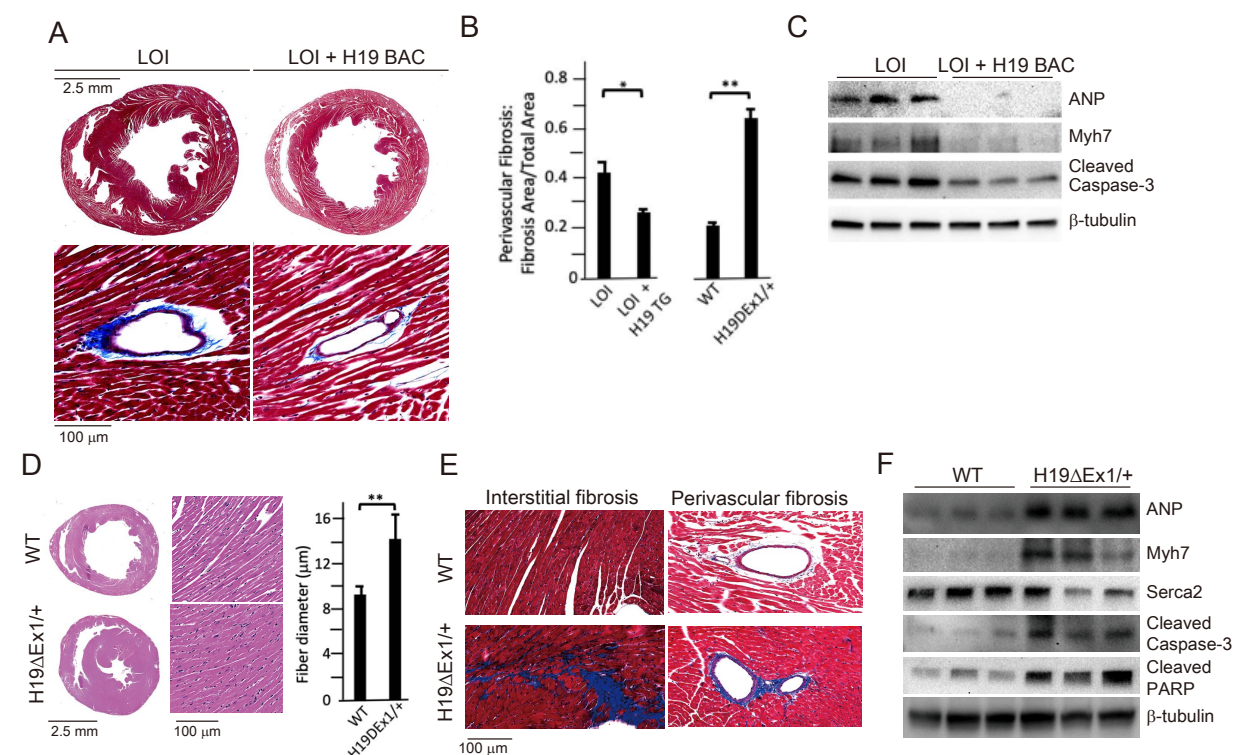 A
LOI
LOI + H19 BAC
2.5 mm
100 μm
B
Perivascular Fibrosis:
Fibrosis Area/Total Area
0.8
0.6
0.4
0.2
0
*
**
LOI
LOI +
H19 TG
WT
H19DEx1/+
C
LOI
LOI + H19 BAC
ANP
Myh7
Cleaved
Caspase-3
β-tubulin
D
WT
H19ΔEx1/+
2.5 mm
100 μm
Fiber diameter (μm)
16
12
8
4
0
**
WT
H19DEx1/+
E
Interstitial fibrosis
Perivascular fibrosis
WT
H19ΔEx1/+
100 μm
F
WT
H19ΔEx1/+
ANP
Myh7
Serca2
Cleaved
Caspase-3
Cleaved
PARP
β-tubulin